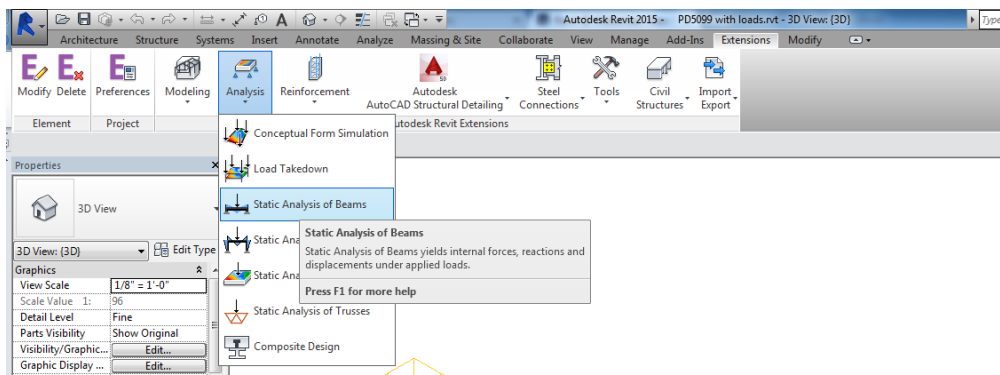 Autodesk Revit 2015 - PD5099 with loads.rvt - 3D View: {3D}
Architecture Structure Systems Insert Annotate Analyze Massing & Site Collaborate View Manage Add-Ins Extensions Modify
Modify Delete Preferences Modeling Analysis Reinforcement Autodesk AutoCAD Structural Detailing Steel Connections Tools Civil Structures Import Export
Element Project utodesk Revit Extensions
Properties
3D View
3D View: {3D} Edit Type
Graphics
View Scale 1/8" = 1'-0"
Scale Value 1: 96
Detail Level Fine
Parts Visibility Show Original
Visibility/Graphic... Edit...
Graphic Display ... Edit...
Conceptual Form Simulation
Load Takedown
Static Analysis of Beams
Static Ana
Static Ana
Static Analysis of Trusses
Composite Design
Static Analysis of Beams
Static Analysis of Beams yields internal forces, reactions and
displacements under applied loads.
Press F1 for more help